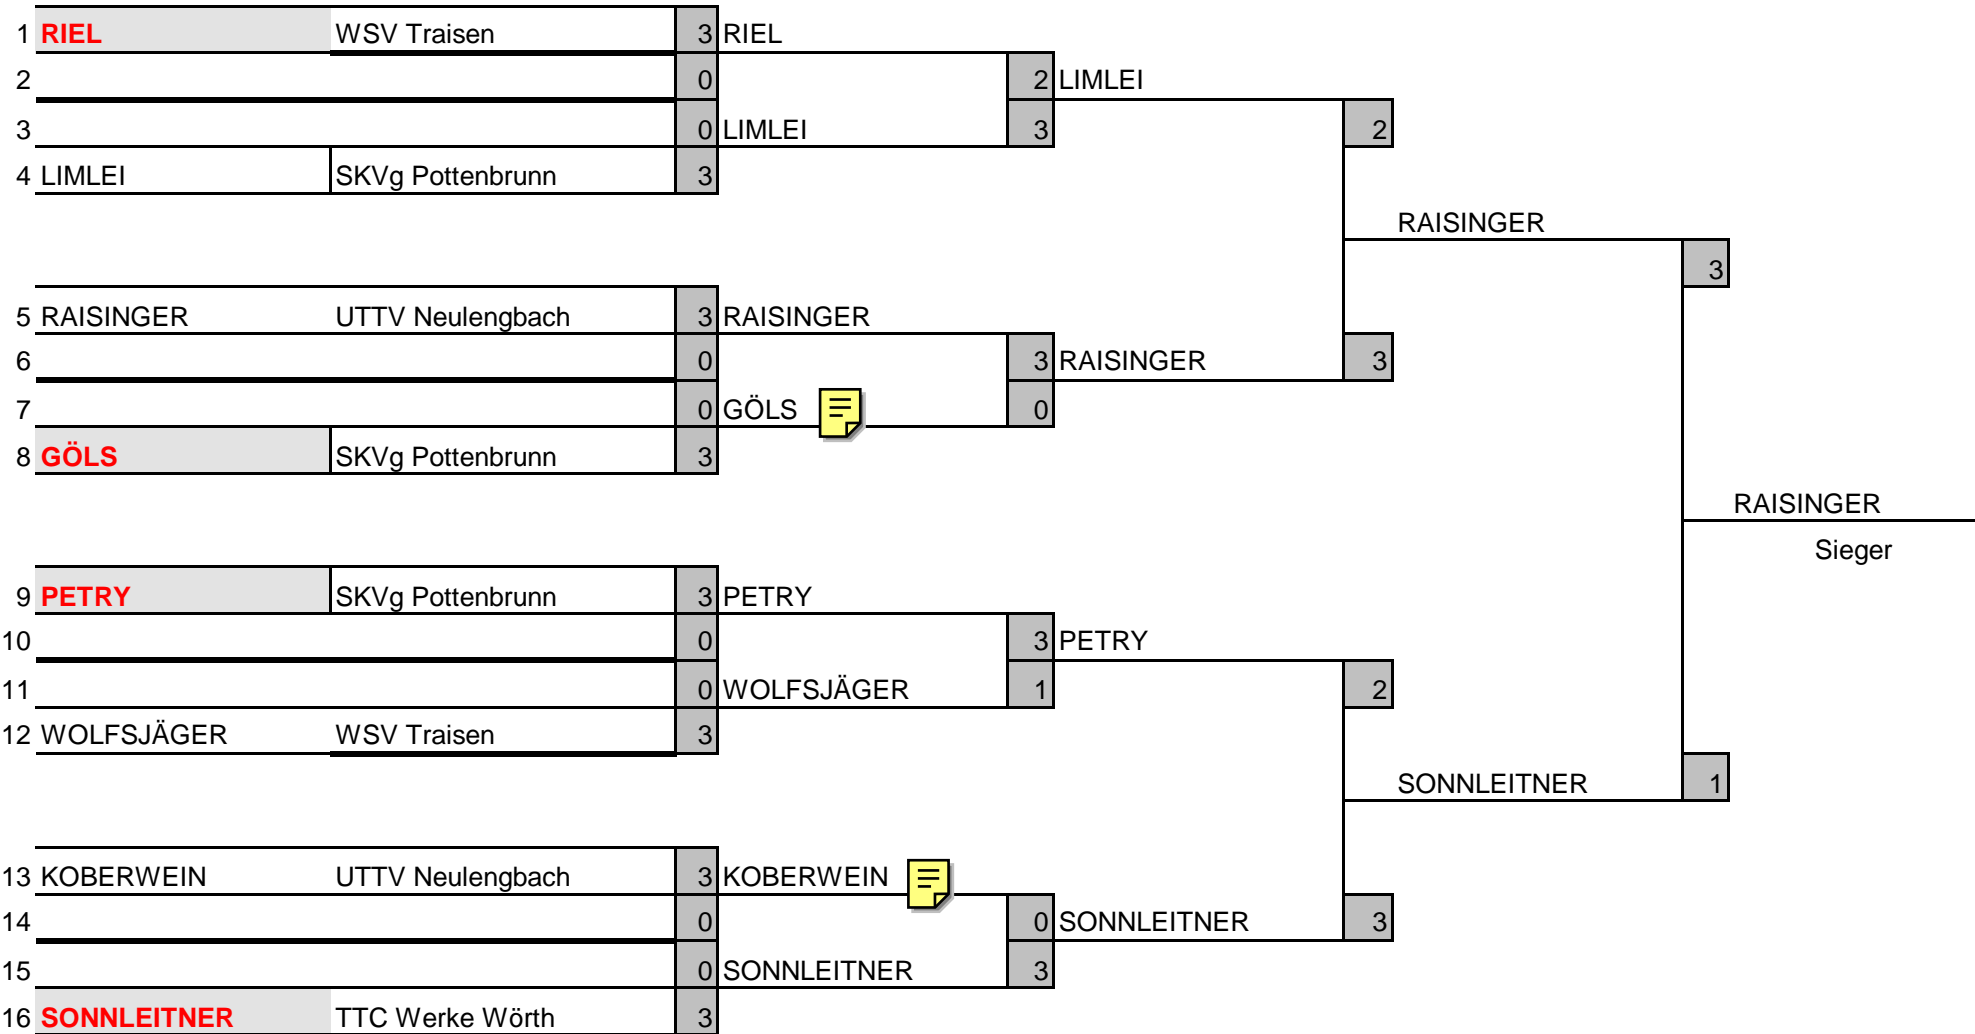 1 RIEL WSV Traisen 3 RIEL
2 0 2 LIMLEI
3 0 LIMLEI 3 2
4 LIMLEI SKVg Pottenbrunn 3
RAISINGER
3
5 RAISINGER UTTV Neulengbach 3 RAISINGER
6 0 3 RAISINGER 3
7 0 GÖLS 0
8 GÖLS SKVg Pottenbrunn 3
RAISINGER
Sieger
9 PETRY SKVg Pottenbrunn 3 PETRY
10 0 3 PETRY
11 0 WOLFSJÄGER 1 2
12 WOLFSJÄGER WSV Traisen 3
SONNLEITNER 1
13 KOBERWEIN UTTV Neulengbach 3 KOBERWEIN
14 0 0 SONNLEITNER 3
15 0 SONNLEITNER 3
16 SONNLEITNER TTC Werke Wörth 3